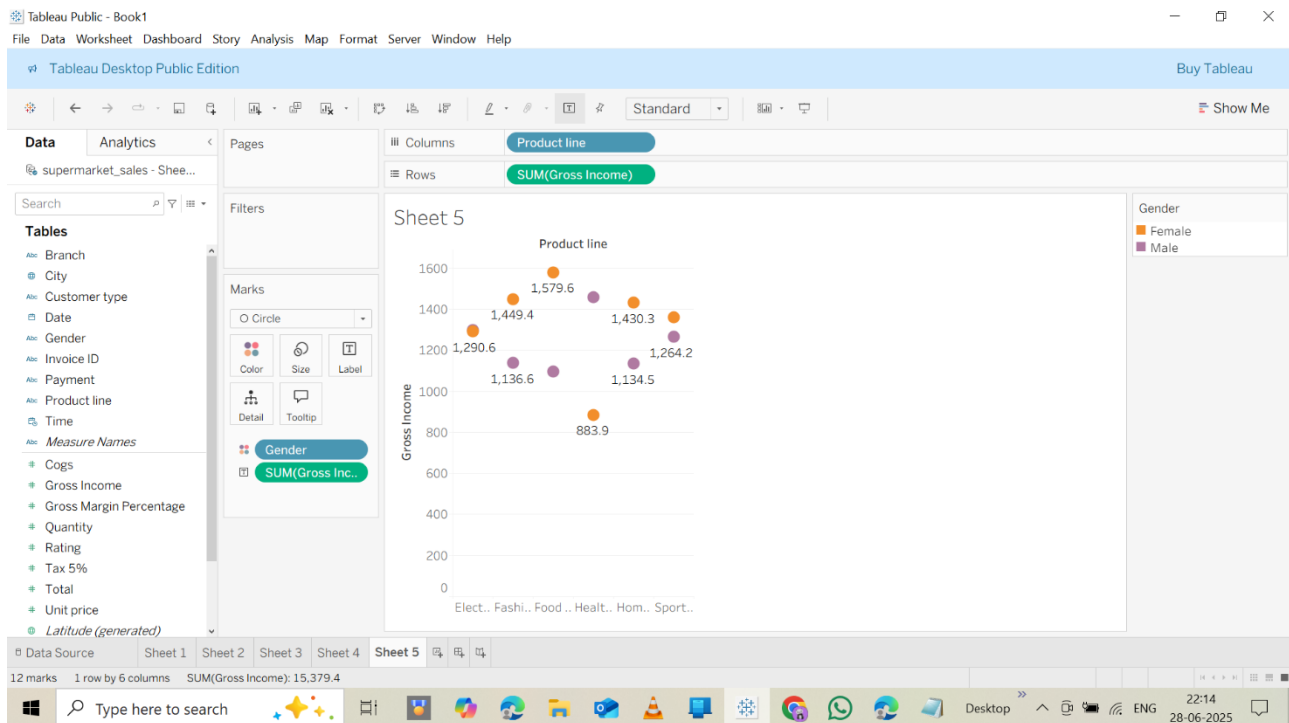 Tableau Public - Book1
File Data Worksheet Dashboard Story Analysis Map Format Server Window Help
Tableau Desktop Public Edition
Buy Tableau
Standard
Show Me
Data Analytics
supermarket_sales - Shee...
Search
Tables
Abc Branch
City
Abc Customer type
Date
Abc Gender
Abc Invoice ID
Abc Payment
Abc Product line
Time
Abc Measure Names
Cogs
Gross Income
Gross Margin Percentage
Quantity
Rating
Tax 5%
Total
Unit price
Latitude (generated)
Pages
Filters
Marks
Circle
Color Size Label
Detail Tooltip
Gender
SUM(Gross Inc..
Columns Product line
Rows SUM(Gross Income)
Sheet 5
Product line
1600
1400
1200
1000
800
600
400
200
0
Gross Income
1,579.6
1,449.4
1,430.3
1,290.6
1,264.2
1,136.6
1,134.5
883.9
Elect.. Fashi.. Food .. Healt.. Hom.. Sport..
Gender
Female
Male
Data Source Sheet 1 Sheet 2 Sheet 3 Sheet 4 Sheet 5
12 marks 1 row by 6 columns SUM(Gross Income): 15,379.4
Type here to search
Desktop
ENG
22:14
28-06-2025